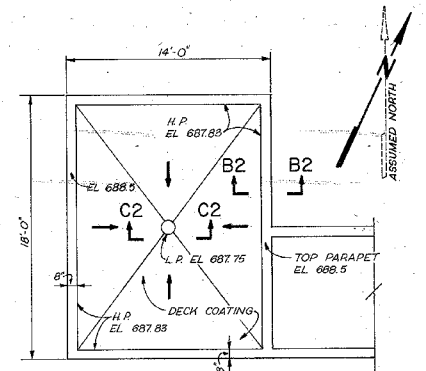 14'-0"
N
ASSUMED NORTH
H.P.
EL 687.83
B2 B2
EL 688.5
C2 C2
18'-0"
L.P. EL 687.75
TOP PARAPET
EL 688.5
8"
DECK COATING
H.P.
EL 687.83
8"